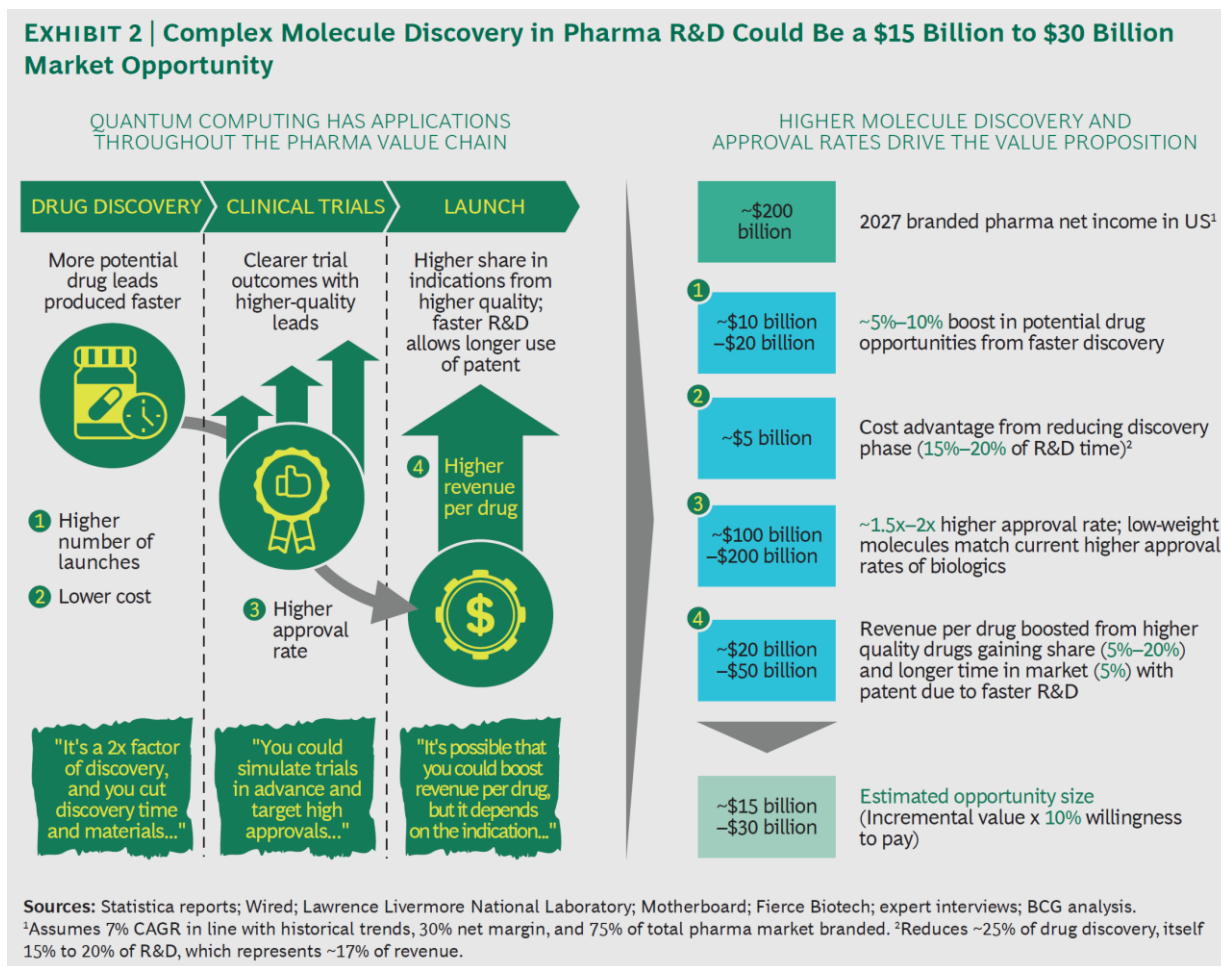 EXHIBIT 2 | Complex Molecule Discovery in Pharma R&D Could Be a $15 Billion to $30 Billion
Market Opportunity
QUANTUM COMPUTING HAS APPLICATIONS
THROUGHOUT THE PHARMA VALUE CHAIN
DRUG DISCOVERY
CLINICAL TRIALS
LAUNCH
More potential
drug leads
produced faster
Clearer trial
outcomes with
higher-quality
leads
Higher share in
indications from
higher quality;
faster R&D
allows longer use
of patent
1 Higher
number of
launches
2 Lower cost
3 Higher
approval
rate
4 Higher
revenue
per drug
$
"It's a 2x factor
of discovery,
and you cut
discovery time
and materials..."
"You could
simulate trials
in advance and
target high
approvals..."
"It's possible that
you could boost
revenue per drug,
but it depends
on the indication..."
HIGHER MOLECULE DISCOVERY AND
APPROVAL RATES DRIVE THE VALUE PROPOSITION
~$200
billion
2027 branded pharma net income in US¹
1
~$10 billion
–$20 billion
~5%–10% boost in potential drug
opportunities from faster discovery
2
~$5 billion
Cost advantage from reducing discovery
phase (15%–20% of R&D time)²
3
~$100 billion
–$200 billion
~1.5x–2x higher approval rate; low-weight
molecules match current higher approval
rates of biologics
4
~$20 billion
–$50 billion
Revenue per drug boosted from higher
quality drugs gaining share (5%–20%)
and longer time in market (5%) with
patent due to faster R&D
~$15 billion
–$30 billion
Estimated opportunity size
(Incremental value x 10% willingness
to pay)
Sources: Statistica reports; Wired; Lawrence Livermore National Laboratory; Motherboard; Fierce Biotech; expert interviews; BCG analysis.
¹Assumes 7% CAGR in line with historical trends, 30% net margin, and 75% of total pharma market branded. ²Reduces ~25% of drug discovery, itself
15% to 20% of R&D, which represents ~17% of revenue.